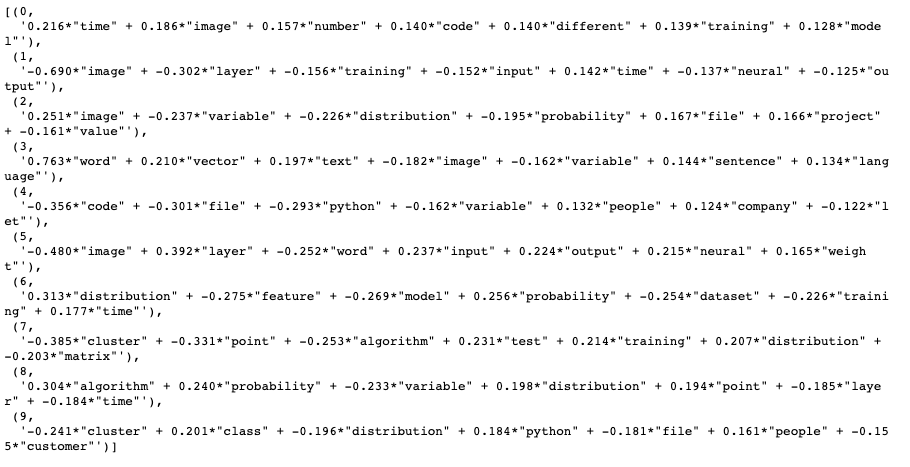 [(0,
'0.216*"time" + 0.186*"image" + 0.157*"number" + 0.140*"code" + 0.140*"different" + 0.139*"training" + 0.128*"mode
l"'),
(1,
'-0.690*"image" + -0.302*"layer" + -0.156*"training" + -0.152*"input" + 0.142*"time" + -0.137*"neural" + -0.125*"ou
tput"'),
(2,
'0.251*"image" + -0.237*"variable" + -0.226*"distribution" + -0.195*"probability" + 0.167*"file" + 0.166*"project"
+ -0.161*"value"'),
(3,
'0.763*"word" + 0.210*"vector" + 0.197*"text" + -0.182*"image" + -0.162*"variable" + 0.144*"sentence" + 0.134*"lang
uage"'),
(4,
'-0.356*"code" + -0.301*"file" + -0.293*"python" + -0.162*"variable" + 0.132*"people" + 0.124*"company" + -0.122*"l
et"'),
(5,
'-0.480*"image" + 0.392*"layer" + -0.252*"word" + 0.237*"input" + 0.224*"output" + 0.215*"neural" + 0.165*"weigh
t"'),
(6,
'0.313*"distribution" + -0.275*"feature" + -0.269*"model" + 0.256*"probability" + -0.254*"dataset" + -0.226*"traini
ng" + 0.177*"time"'),
(7,
'-0.385*"cluster" + -0.331*"point" + -0.253*"algorithm" + 0.231*"test" + 0.214*"training" + 0.207*"distribution" +
-0.203*"matrix"'),
(8,
'0.304*"algorithm" + 0.240*"probability" + -0.233*"variable" + 0.198*"distribution" + 0.194*"point" + -0.185*"laye
r" + -0.184*"time"'),
(9,
'-0.241*"cluster" + 0.201*"class" + -0.196*"distribution" + 0.184*"python" + -0.181*"file" + 0.161*"people" + -0.15
5*"customer"')]